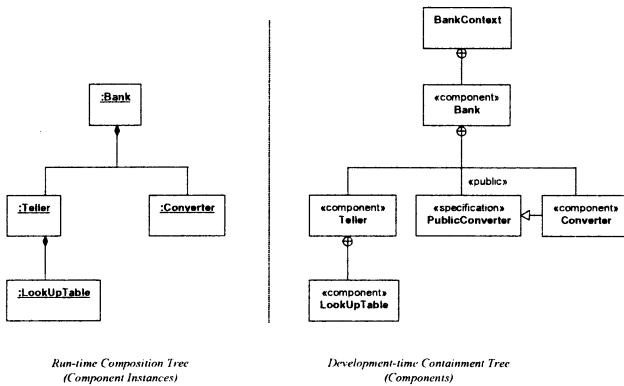 :Bank
:Teller
:Converter
:LookUpTable
Run-time Composition Tree
(Component Instances)
BankContext
«component»
Bank
«public»
«component»
Teller
«specification»
PublicConverter
«component»
Converter
«component»
LookUpTable
Development-time Containment Tree
(Components)